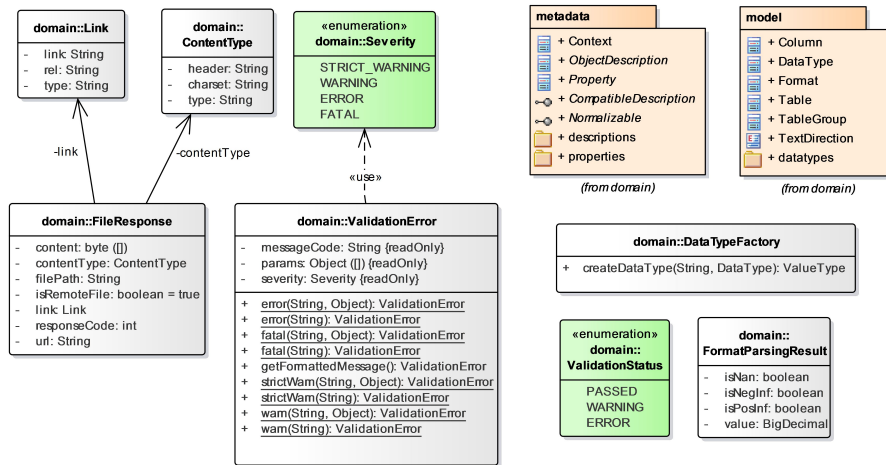 domain::Link
- link: String
- rel: String
- type: String
domain::
ContentType
- header: String
- charset: String
- type: String
«enumeration»
domain::Severity
STRICT_WARNING
WARNING
ERROR
FATAL
metadata
+ Context
+ ObjectDescription
+ Property
+ CompatibleDescription
+ Normalizable
+ descriptions
+ properties
(from domain)
model
+ Column
+ DataType
+ Format
+ Table
+ TableGroup
+ TextDirection
+ datatypes
(from domain)
-link
-contentType
«use»
domain::FileResponse
- content: byte ([])
- contentType: ContentType
- filePath: String
- isRemoteFile: boolean = true
- link: Link
- responseCode: int
- url: String
domain::ValidationError
- messageCode: String {readOnly}
- params: Object ([]) {readOnly}
- severity: Severity {readOnly}
+ error(String, Object): ValidationError
+ error(String): ValidationError
+ fatal(String, Object): ValidationError
+ fatal(String): ValidationError
+ getFormattedMessage(): ValidationError
+ strictWarn(String, Object): ValidationError
+ strictWarn(String): ValidationError
+ warn(String, Object): ValidationError
+ warn(String): ValidationError
domain::DataTypeFactory
+ createDataType(String, DataType): ValueType
«enumeration»
domain::
ValidationStatus
PASSED
WARNING
ERROR
domain::
FormatParsingResult
- isNan: boolean
- isNegInf: boolean
- isPosInf: boolean
- value: BigDecimal